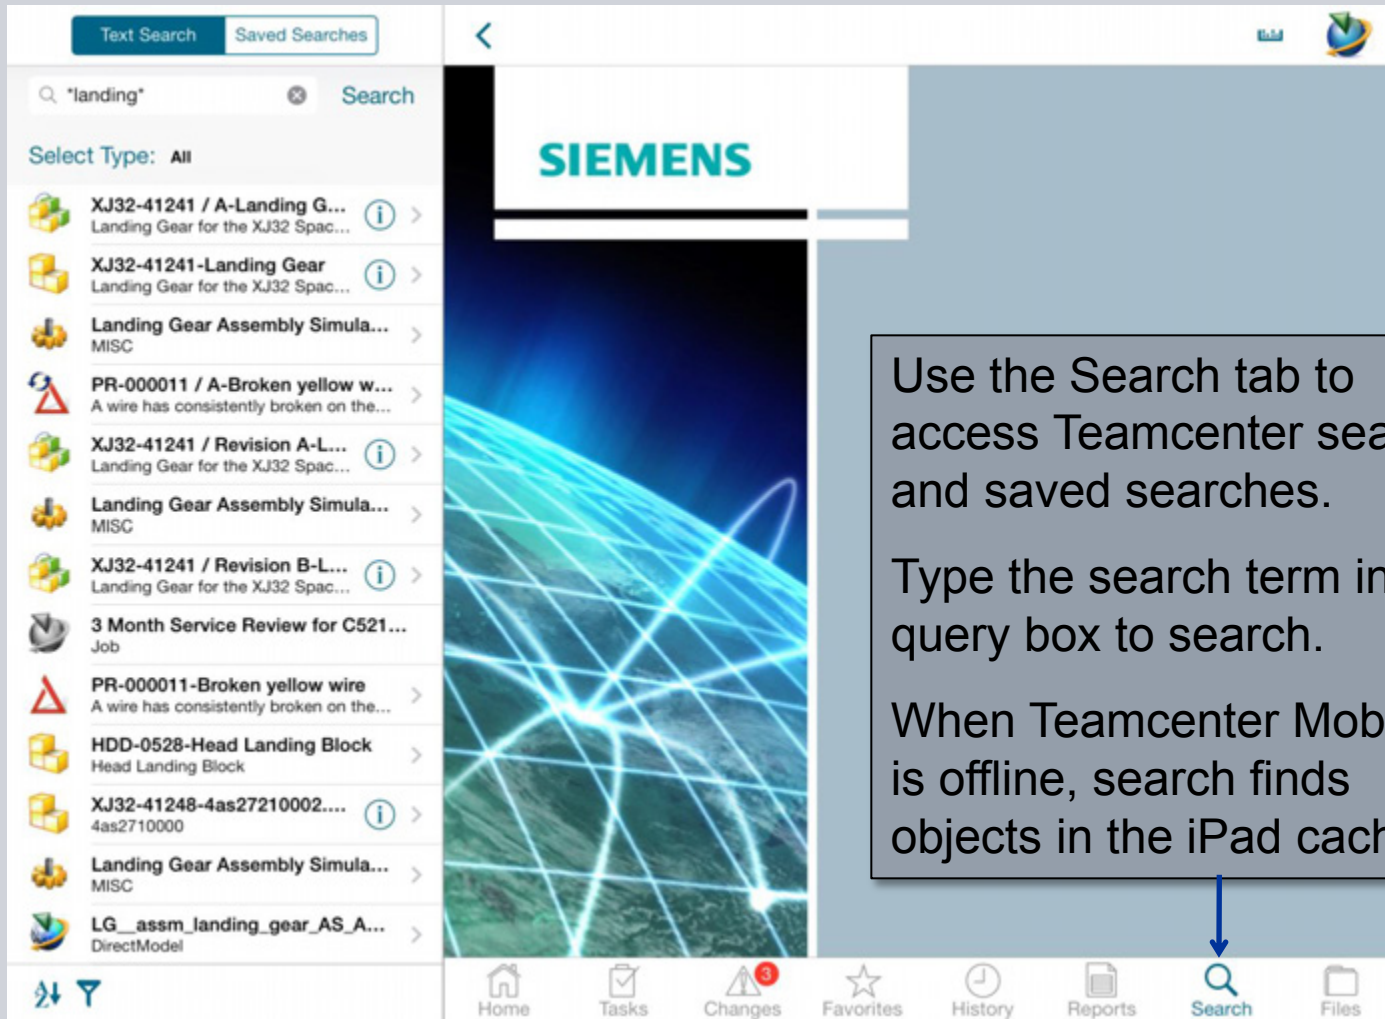 Text Search
Saved Searches
*landing*
Search
Select Type: All
XJ32-41241 / A-Landing G...
Landing Gear for the XJ32 Spac...
XJ32-41241-Landing Gear
Landing Gear for the XJ32 Spac...
Landing Gear Assembly Simula...
MISC
PR-000011 / A-Broken yellow w...
A wire has consistently broken on the...
XJ32-41241 / Revision A-L...
Landing Gear for the XJ32 Spac...
Landing Gear Assembly Simula...
MISC
XJ32-41241 / Revision B-L...
Landing Gear for the XJ32 Spac...
3 Month Service Review for C521...
Job
PR-000011-Broken yellow wire
A wire has consistently broken on the...
HDD-0528-Head Landing Block
Head Landing Block
XJ32-41248-4as27210002....
4as2710000
Landing Gear Assembly Simula...
MISC
LG__assm_landing_gear_AS_A...
DirectModel
SIEMENS
Use the Search tab to
access Teamcenter sea
and saved searches.
Type the search term in
query box to search.
When Teamcenter Mob
is offline, search finds
objects in the iPad cach
Home
Tasks
3
Changes
Favorites
History
Reports
Search
Files